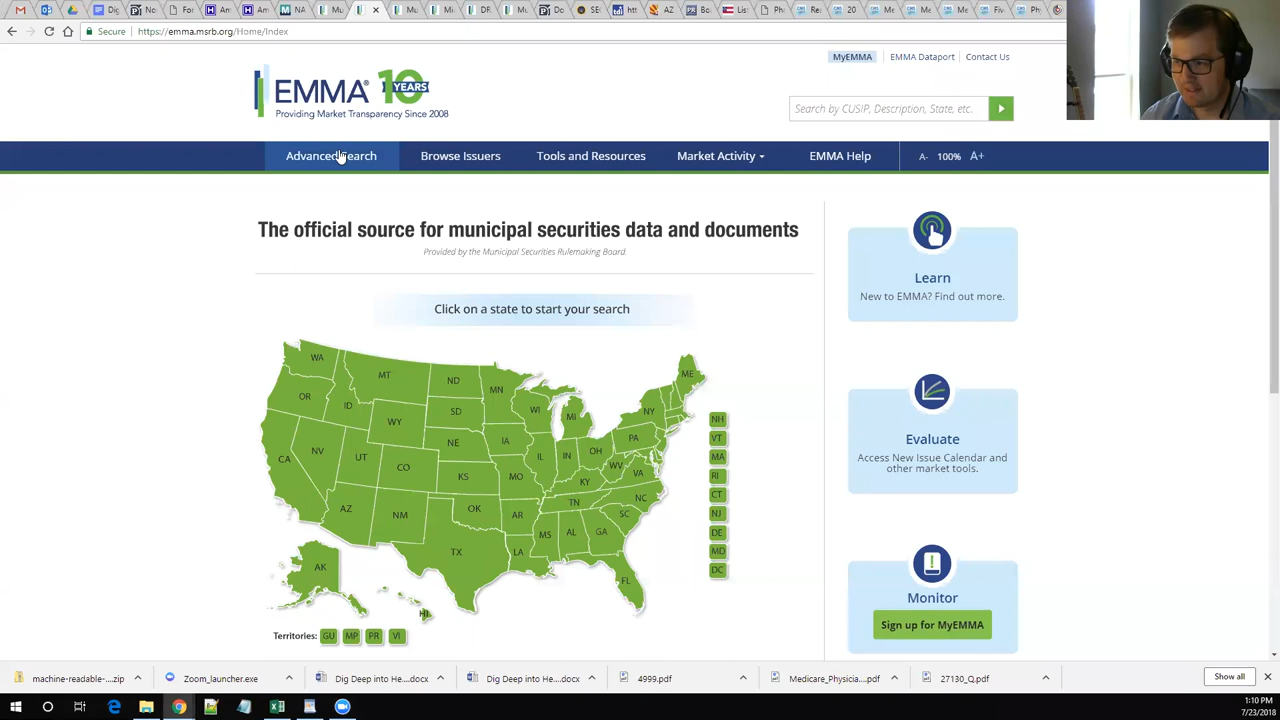 Secure
https://emma.msrb.org/Home/Index
MyEMMA
EMMA Dataport
Contact Us
EMMA® 10 YEARS
Providing Market Transparency Since 2008
Search by CUSIP, Description, State, etc.
Advanced Search
Browse Issuers
Tools and Resources
Market Activity
EMMA Help
A-
100%
A+
The official source for municipal securities data and documents
Provided by the Municipal Securities Rulemaking Board.
Click on a state to start your search
Learn
New to EMMA? Find out more.
Evaluate
Access New Issue Calendar and
other market tools.
Monitor
Sign up for MyEMMA
WA
MT
ND
MN
ME
OR
ID
SD
WI
MI
NY
WY
NH
VT
MA
RI
CT
NJ
DE
MD
DC
NV
UT
CO
NE
IA
IL
IN
OH
PA
CA
KS
MO
KY
WV
VA
AZ
NM
OK
AR
TN
NC
SC
MS
AL
GA
TX
LA
FL
AK
HI
Territories:
GU
MP
PR
VI
machine-readable-....zip
Zoom_launcher.exe
Dig Deep into He....docx
Dig Deep into He....docx
4999.pdf
Medicare_Physicia....pdf
27130_Q.pdf
Show all
1:10 PM
7/23/2018